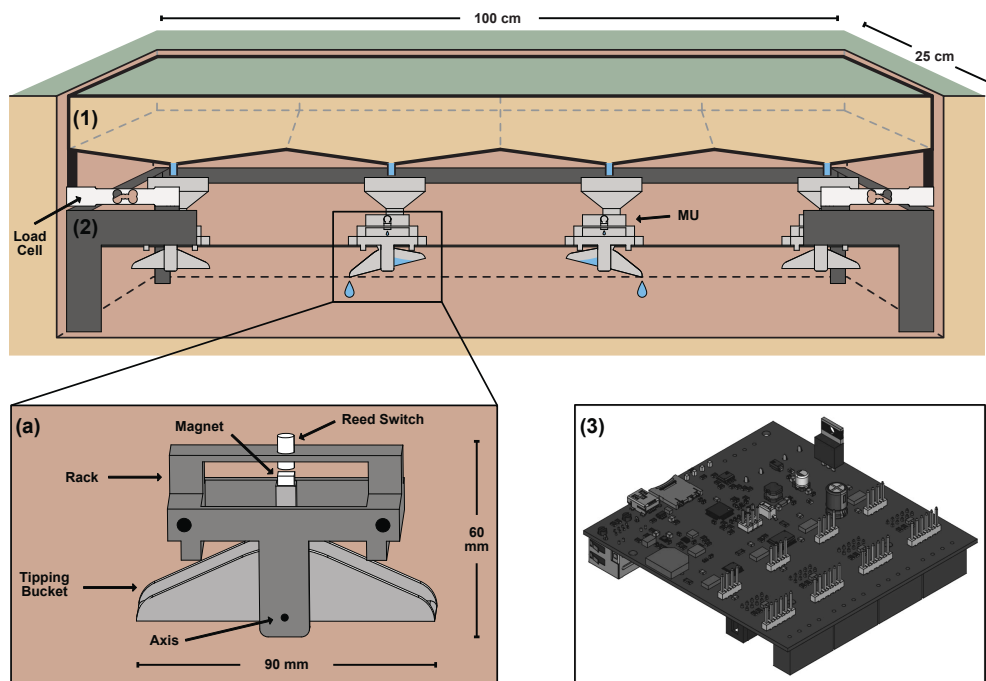 100 cm
25 cm
(1)
(2)
Load
Cell
MU
(a)
Reed Switch
Magnet
Rack
60
mm
Tipping
Bucket
Axis
90 mm
(3)